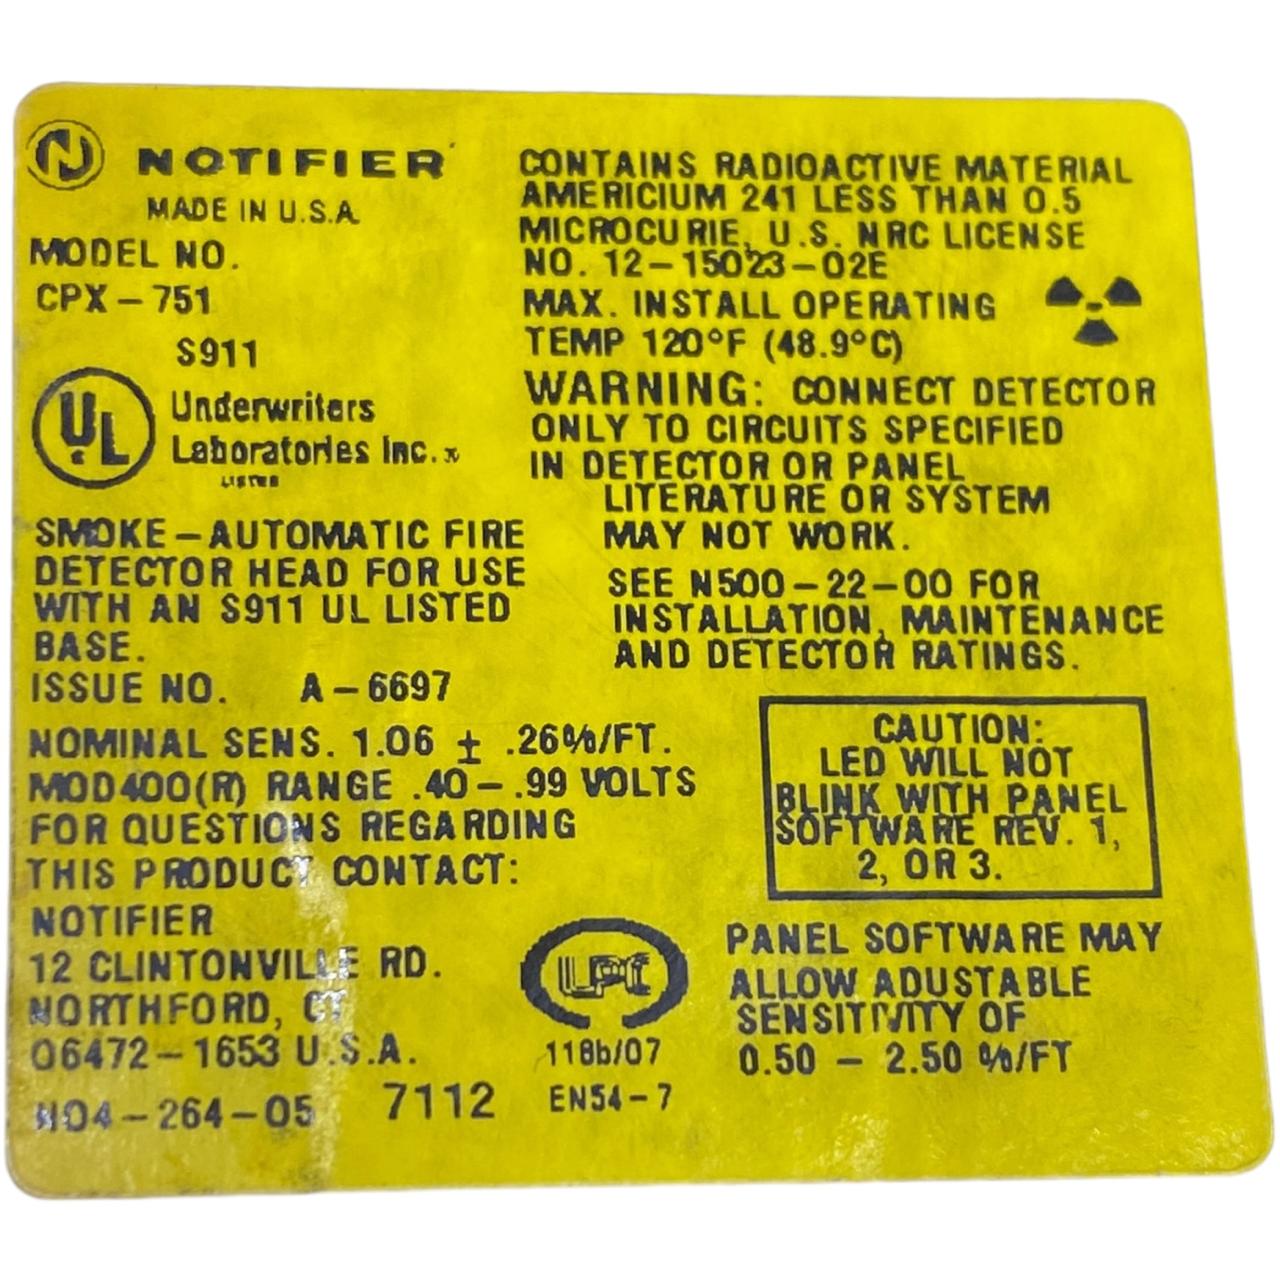 NOTIFIER
MADE IN U.S.A.
MODEL NO.
CPX-751
S911
UL
Underwriters
Laboratories Inc.
LISTED
SMOKE-AUTOMATIC FIRE
DETECTOR HEAD FOR USE
WITH AN S911 UL LISTED
BASE.
ISSUE NO. A-6697
NOMINAL SENS. 1.06 ± .26%/FT.
MOD400(R) RANGE .40-.99 VOLTS
FOR QUESTIONS REGARDING
THIS PRODUCT CONTACT:
NOTIFIER
12 CLINTONVILLE RD.
NORTHFORD, CT
06472-1653 U.S.A.
N04-264-05 7112
CONTAINS RADIOACTIVE MATERIAL
AMERICIUM 241 LESS THAN 0.5
MICROCURIE, U.S. NRC LICENSE
NO. 12-15023-02E
MAX. INSTALL OPERATING
TEMP 120°F (48.9°C)
WARNING: CONNECT DETECTOR
ONLY TO CIRCUITS SPECIFIED
IN DETECTOR OR PANEL
LITERATURE OR SYSTEM
MAY NOT WORK.
SEE N500-22-00 FOR
INSTALLATION, MAINTENANCE
AND DETECTOR RATINGS.
CAUTION:
LED WILL NOT
BLINK WITH PANEL
SOFTWARE REV. 1,
2, OR 3.
LPC
118b/07
EN54-7
PANEL SOFTWARE MAY
ALLOW ADUSTABLE
SENSITIVITY OF
0.50 - 2.50 %/FT